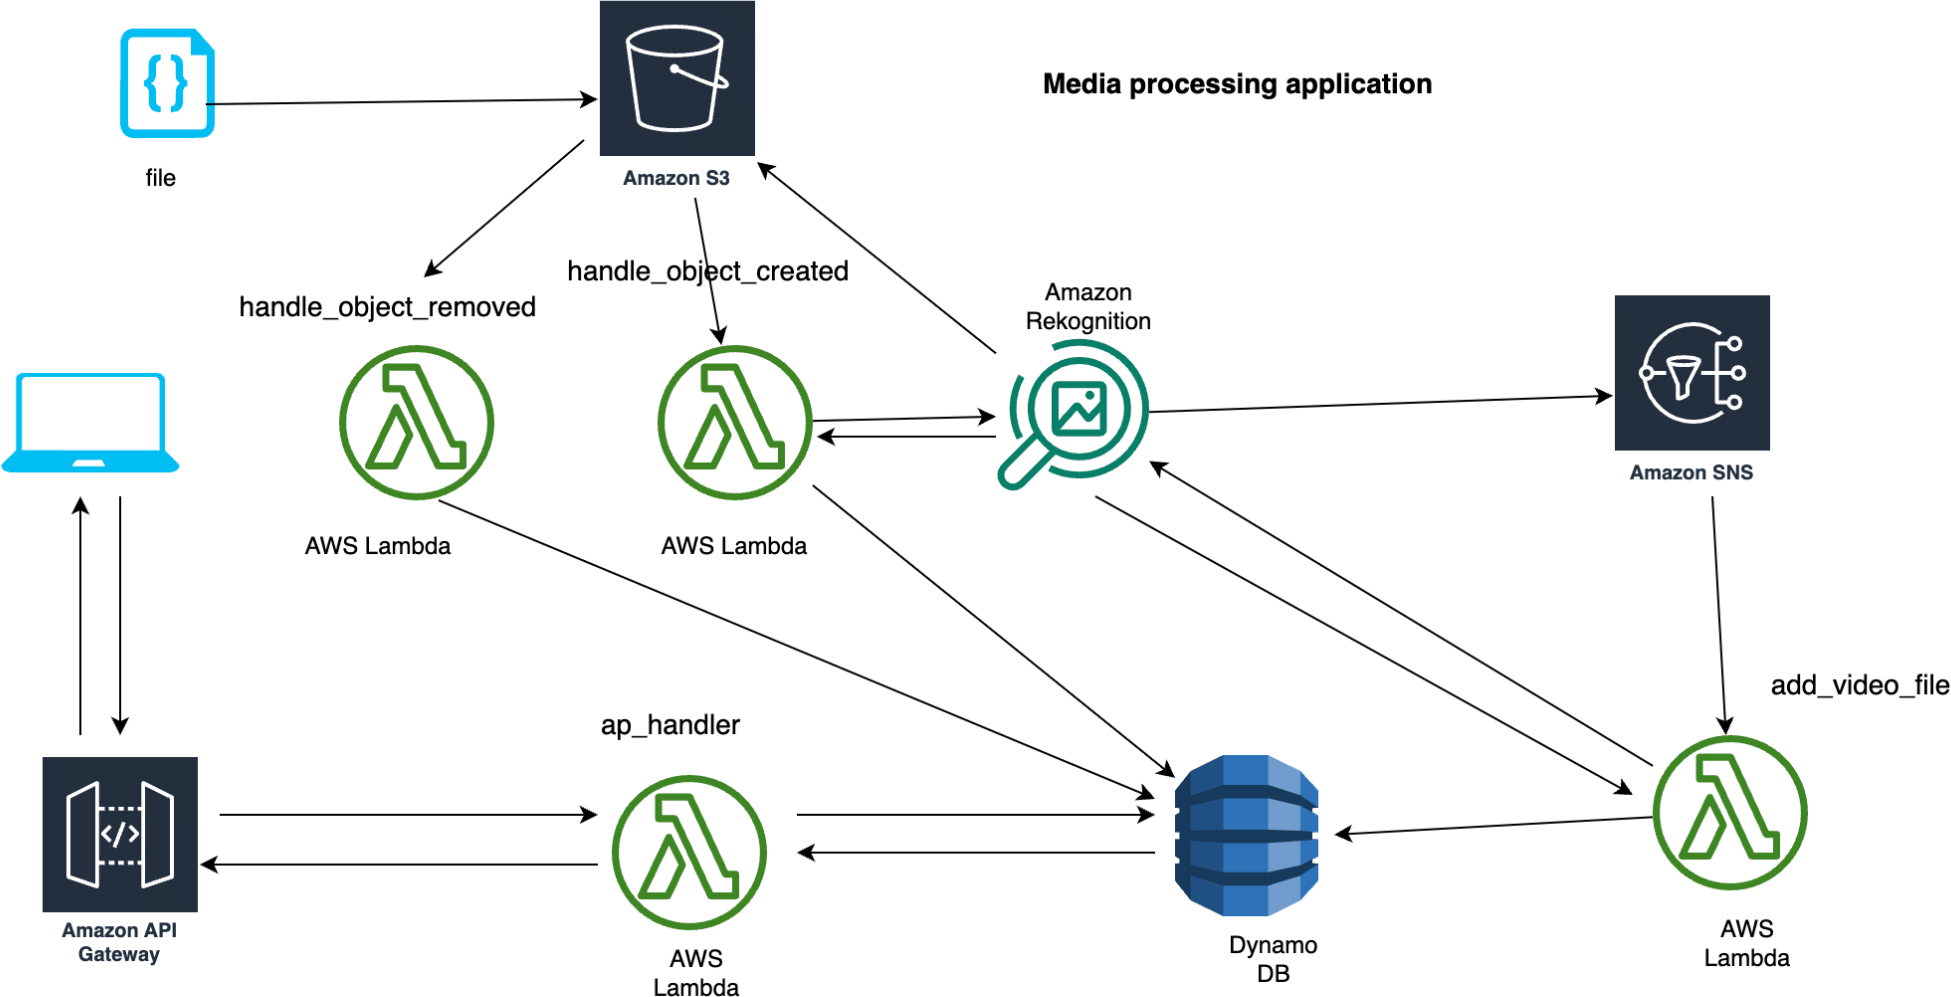 Media processing application
file
Amazon S3
handle_object_created
handle_object_removed
Amazon
Rekognition
Amazon SNS
AWS Lambda
AWS Lambda
add_video_file
ap_handler
Amazon API
Gateway
AWS
Lambda
Dynamo
DB
AWS
Lambda